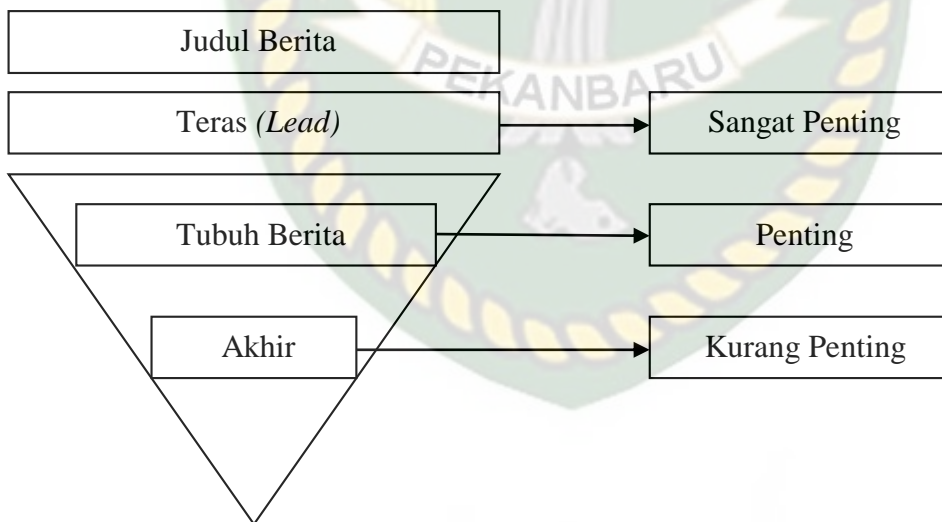 Judul Berita
PEKANBARU
Teras (Lead)
Sangat Penting
Tubuh Berita
Penting
Akhir
Kurang Penting